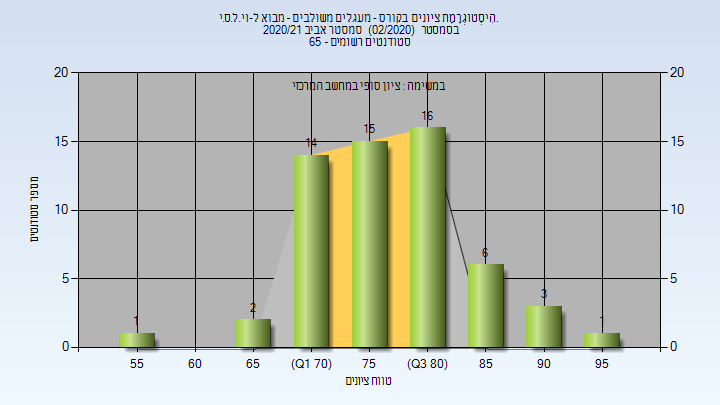 היסטוגרמת ציונים בקורס - מעגלים משולבים - מבוא ל-וי.ל.ס.י.
בסמסטר (02/2020) סמסטר אביב 2020/21
סטודנטים רשומים - 65
במשימה : ציון סופי במחשב המרכזי
מספר סטודנטים
20 20
15 15
10 10
5 5
0 0
1 2 14 15 16 6 3 1
55 60 65 (Q1 70) 75 (Q3 80) 85 90 95
טווח ציונים